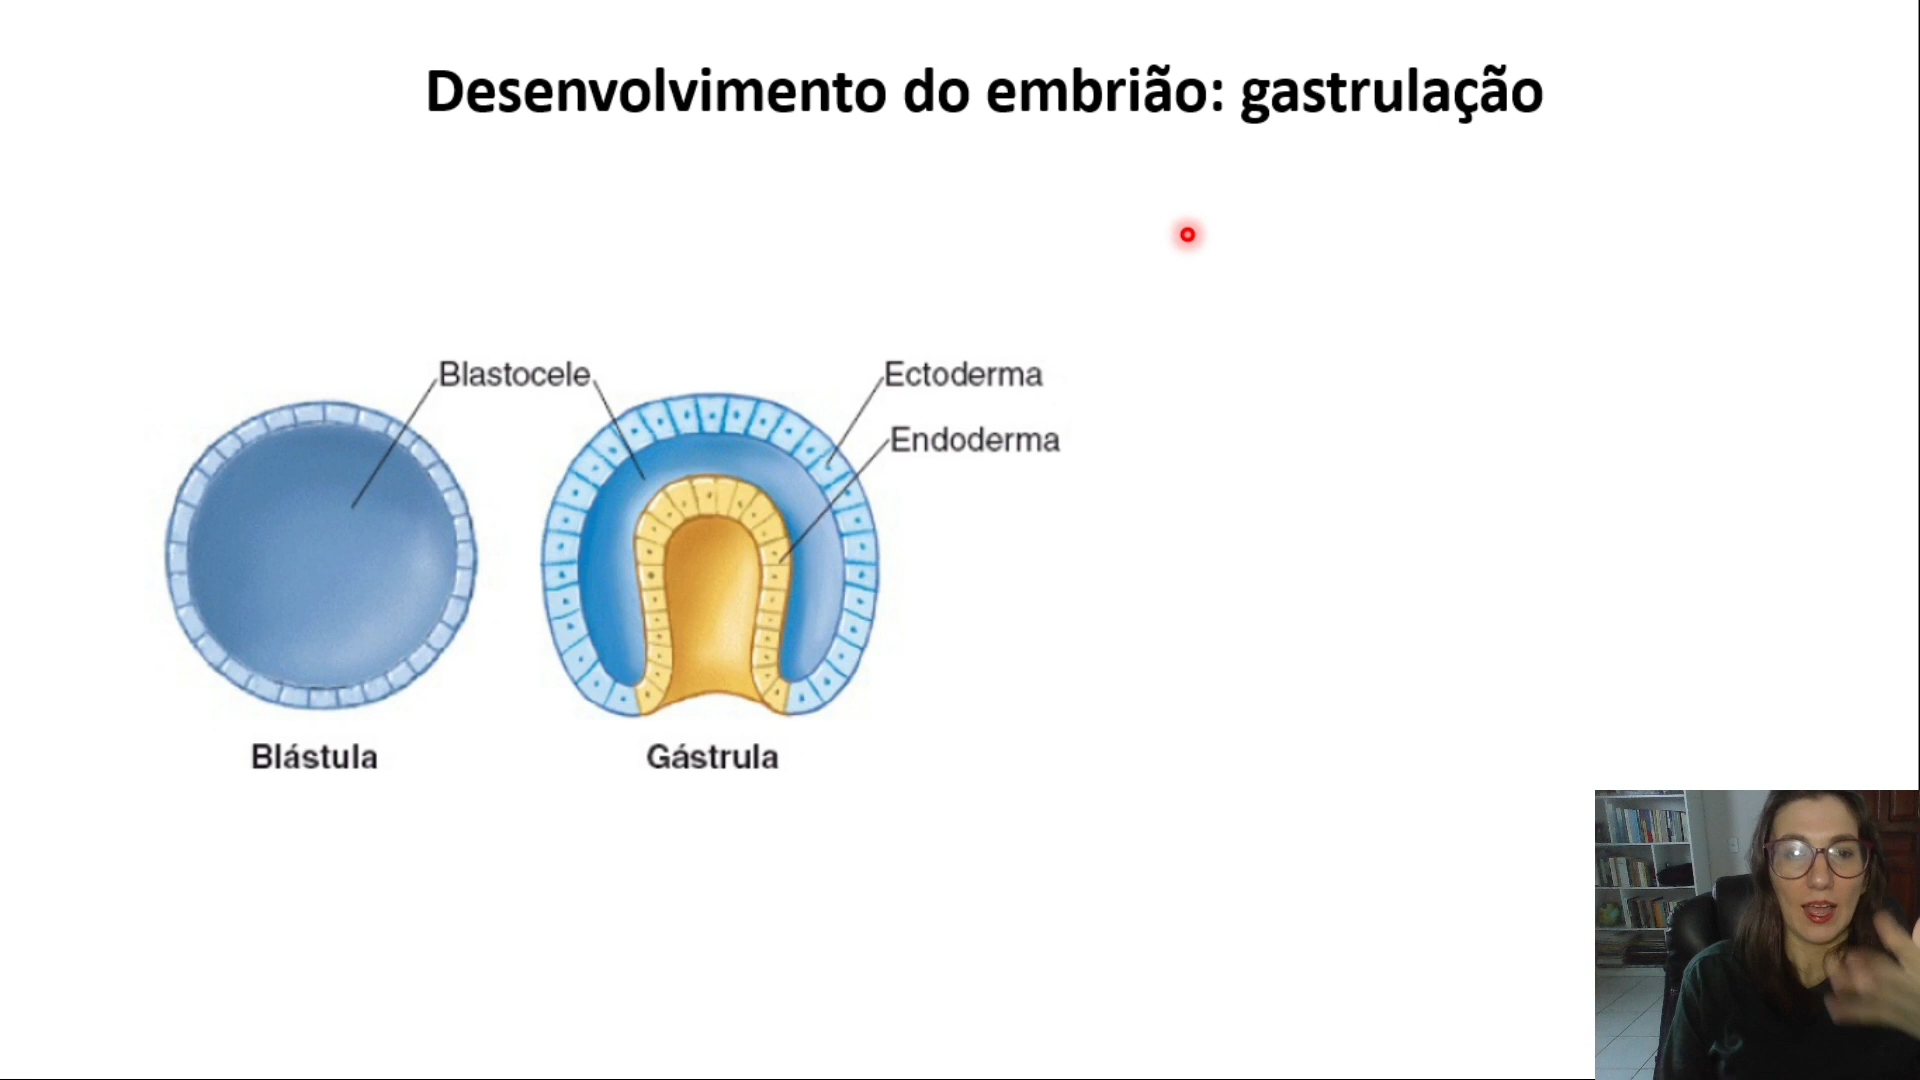 Desenvolvimento do embrião: gastrulação
Blastocele
Ectoderma
Endoderma
Blástula
Gástrula